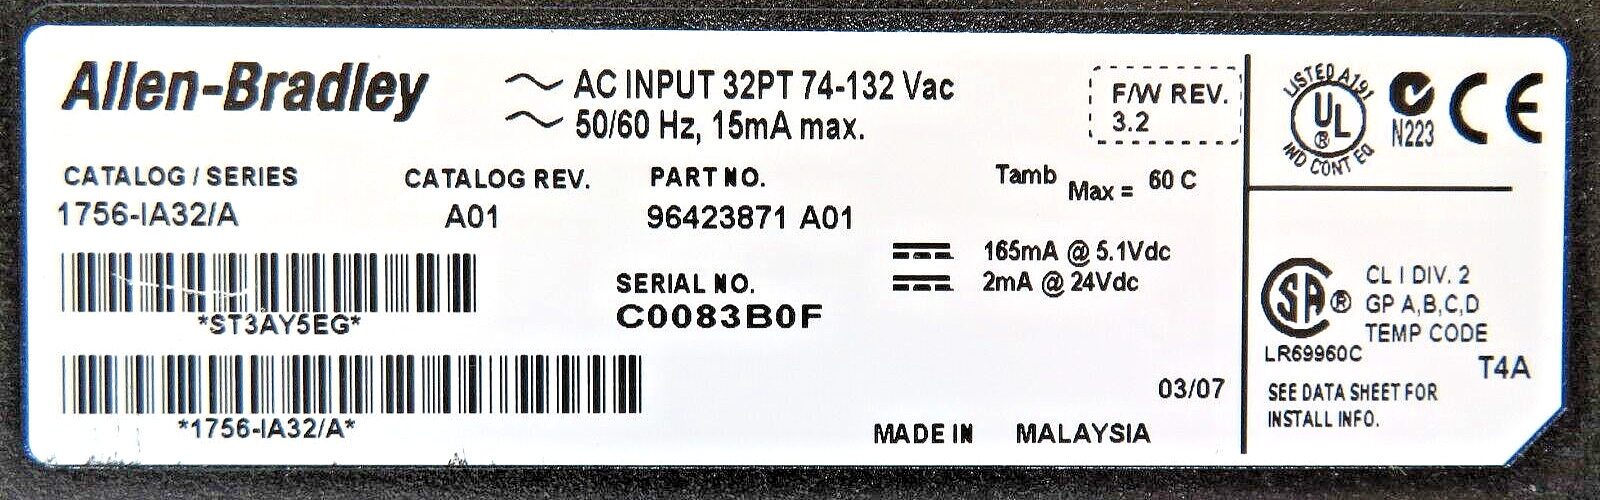 Allen-Bradley
AC INPUT 32PT 74-132 Vac
50/60 Hz, 15mA max.
F/W REV.
3.2
CATALOG / SERIES
1756-IA32/A
CATALOG REV.
A01
PART NO.
96423871 A01
Tamb Max = 60 C
165mA @ 5.1Vdc
2mA @ 24Vdc
*ST3AY5EG*
SERIAL NO.
C0083B0F
*1756-IA32/A*
03/07
MADE IN MALAYSIA
LISTED A191
UL
®
IND CONT EQ
N223
CE
SA ®
CL I DIV. 2
GP A,B,C,D
TEMP CODE
LR69960C
T4A
SEE DATA SHEET FOR
INSTALL INFO.